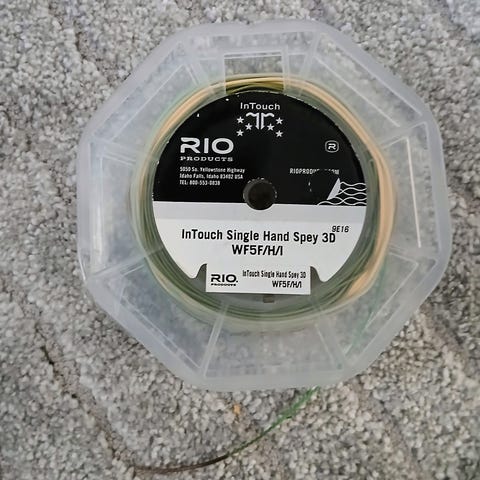 InTouch
RIO
PRODUCTS
5050 So. Yellowstone Highway
Idaho Falls, Idaho 83402 USA
TEL: 800-553-0838
R
9E16
InTouch Single Hand Spey 3D
WF5F/H/I
RIO.
PRODUCTS
InTouch Single Hand Spey 3D
WF5F/H/I